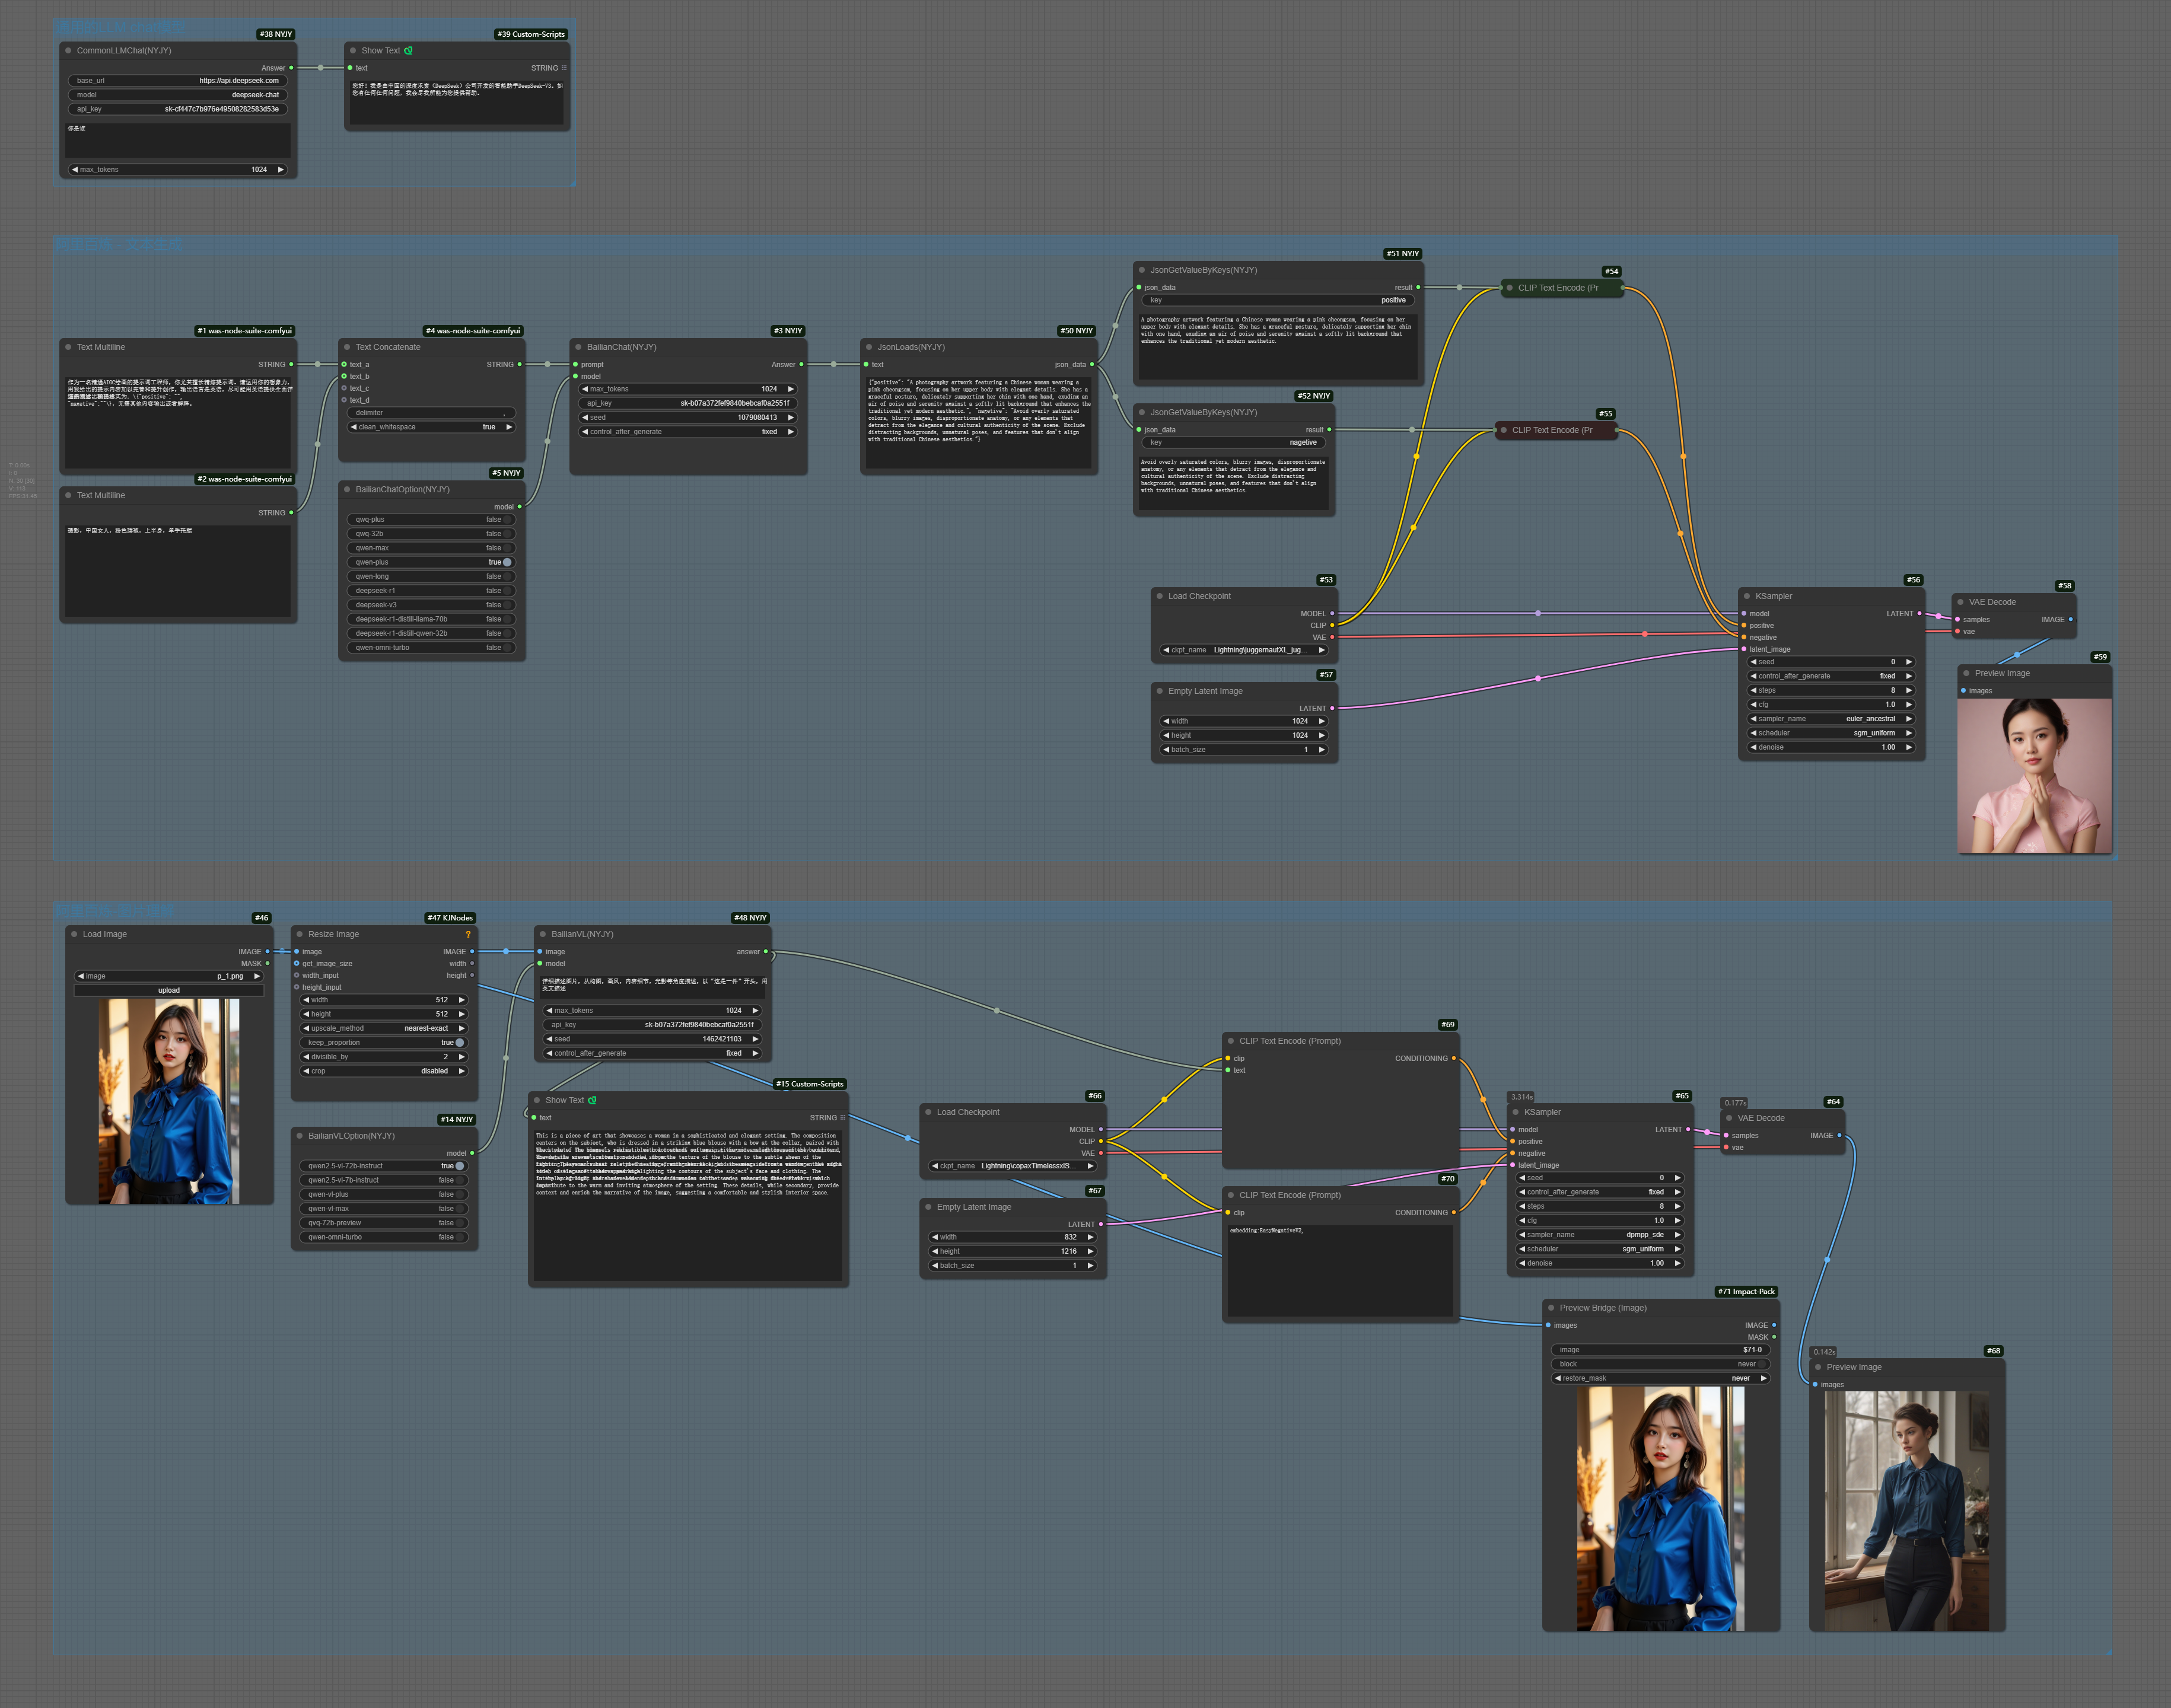 #38 NYJY
CommonLLMChat(NYJY)
Answer
base_url https://api.deepseek.com
model deepseek-chat
api_key
你是谁
max_tokens 1024
#39 Custom-Scripts
Show Text
text STRING
您好！我是由中国的深度求索（DeepSeek）公司开发的智能助手DeepSeek-V3。如
您有任何任何问题，我会尽我所能为您提供帮助。
#1 was-node-suite-comfyui
Text Multiline
STRING
#2 was-node-suite-comfyui
Text Multiline
STRING
摄影，中国女人，粉色旗袍，上半身，单手托腮
#4 was-node-suite-comfyui
Text Concatenate
text_a STRING
text_b
text_c
text_d
delimiter ,
clean_whitespace true
#5 NYJY
BailianChatOption(NYJY)
model
qwq-plus false
qwq-32b false
qwen-max false
qwen-plus true
qwen-long false
deepseek-r1 false
deepseek-v3 false
deepseek-r1-distill-llama-70b false
deepseek-r1-distill-qwen-32b false
qwen-omni-turbo false
#3 NYJY
BailianChat(NYJY)
prompt Answer
model
max_tokens 1024
api_key
seed 1079080413
control_after_generate fixed
#50 NYJY
JsonLoads(NYJY)
text json_data
{"positive": "A photography artwork featuring a Chinese woman wearing a
pink cheongsam, focusing on her upper body with elegant details. She has a
graceful posture, delicately supporting her chin with one hand, exuding an
air of poise and serenity against a softly lit background that enhances the
traditional yet modern aesthetic.", "nagetive": "Avoid overly saturated
colors, blurry images, disproportionate anatomy, or any elements that
detract from the elegance and cultural authenticity of the scene. Exclude
distracting backgrounds, unnatural poses, and features that don't align
with traditional Chinese aesthetics."}
#51 NYJY
JsonGetValueByKeys(NYJY)
json_data result
key positive
A photography artwork featuring a Chinese woman wearing a pink cheongsam, focusing on her
upper body with elegant details. She has a graceful posture, delicately supporting her chin
with one hand, exuding an air of poise and serenity against a softly lit background that
enhances the traditional yet modern aesthetic.
#52 NYJY
JsonGetValueByKeys(NYJY)
json_data result
key nagetive
Avoid overly saturated colors, blurry images, disproportionate
anatomy, or any elements that detract from the elegance and
cultural authenticity of the scene. Exclude distracting
backgrounds, unnatural poses, and features that don't align
with traditional Chinese aesthetics.
#54
CLIP Text Encode (Pr
#55
CLIP Text Encode (Pr
#53
Load Checkpoint
MODEL
CLIP
VAE
ckpt_name Lightning\juggernautXL_jug...
#57
Empty Latent Image
LATENT
width 1024
height 1024
batch_size 1
#56
KSampler
model LATENT
positive
negative
latent_image
seed 0
control_after_generate fixed
steps 8
cfg 1.0
sampler_name euler_ancestral
scheduler sgm_uniform
denoise 1.00
#58
VAE Decode
samples IMAGE
vae
#59
Preview Image
images
#46
Load Image
IMAGE
MASK
image p_1.png
upload
#47 KJNodes
Resize Image ?
image IMAGE
get_image_size width
width_input height
height_input
width 512
height 512
upscale_method nearest-exact
keep_proportion true
divisible_by 2
crop disabled
#14 NYJY
BailianVLOption(NYJY)
model
qwen2.5-vl-72b-instruct true
qwen2.5-vl-7b-instruct false
qwen-vl-plus false
qwen-vl-max false
qvq-72b-preview false
qwen-omni-turbo false
#48 NYJY
BailianVL(NYJY)
image answer
model
详细描述图片，从构图，画风，内容细节，光影等角度描述，以“这是一件”开头，用
英文描述
max_tokens 1024
api_key
seed 1462421103
control_after_generate fixed
#15 Custom-Scripts
Show Text
text STRING
This is a piece of art that showcases a woman in a sophisticated and elegant setting. The composition
centers on the subject, who is dressed in a striking blue blouse with a bow at the collar, paired with
contribute to the warm and inviting atmosphere of the setting. These details, while secondary, provide
context and enrich the narrative of the image, suggesting a comfortable and stylish interior space.
#66
Load Checkpoint
MODEL
CLIP
VAE
ckpt_name Lightning\copaxTimelessxlS...
#67
Empty Latent Image
LATENT
width 832
height 1216
batch_size 1
#69
CLIP Text Encode (Prompt)
clip CONDITIONING
text
#70
CLIP Text Encode (Prompt)
clip CONDITIONING
embedding:EasyNegativeV2,
3.314s #65
KSampler
model LATENT
positive
negative
latent_image
seed 0
control_after_generate fixed
steps 8
cfg 1.0
sampler_name dpmpp_sde
scheduler sgm_uniform
denoise 1.00
0.177s #64
VAE Decode
samples IMAGE
vae
#71 Impact-Pack
Preview Bridge (Image)
images IMAGE
MASK
image $71-0
block never
restore_mask never
0.142s #68
Preview Image
images